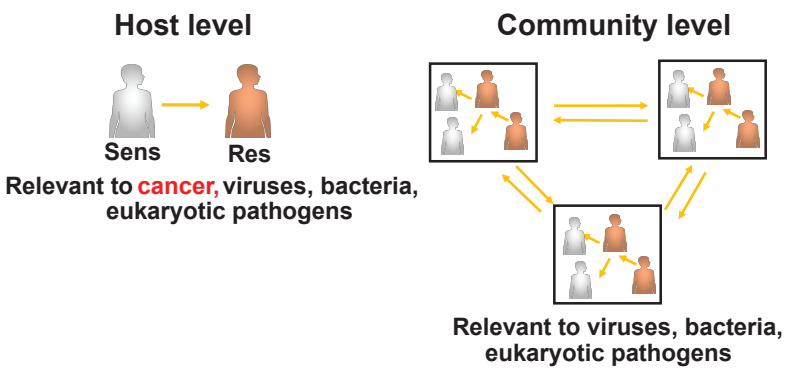 Host level
Sens Res
Relevant to cancer, viruses, bacteria,
eukaryotic pathogens
Community level
Relevant to viruses, bacteria,
eukaryotic pathogens